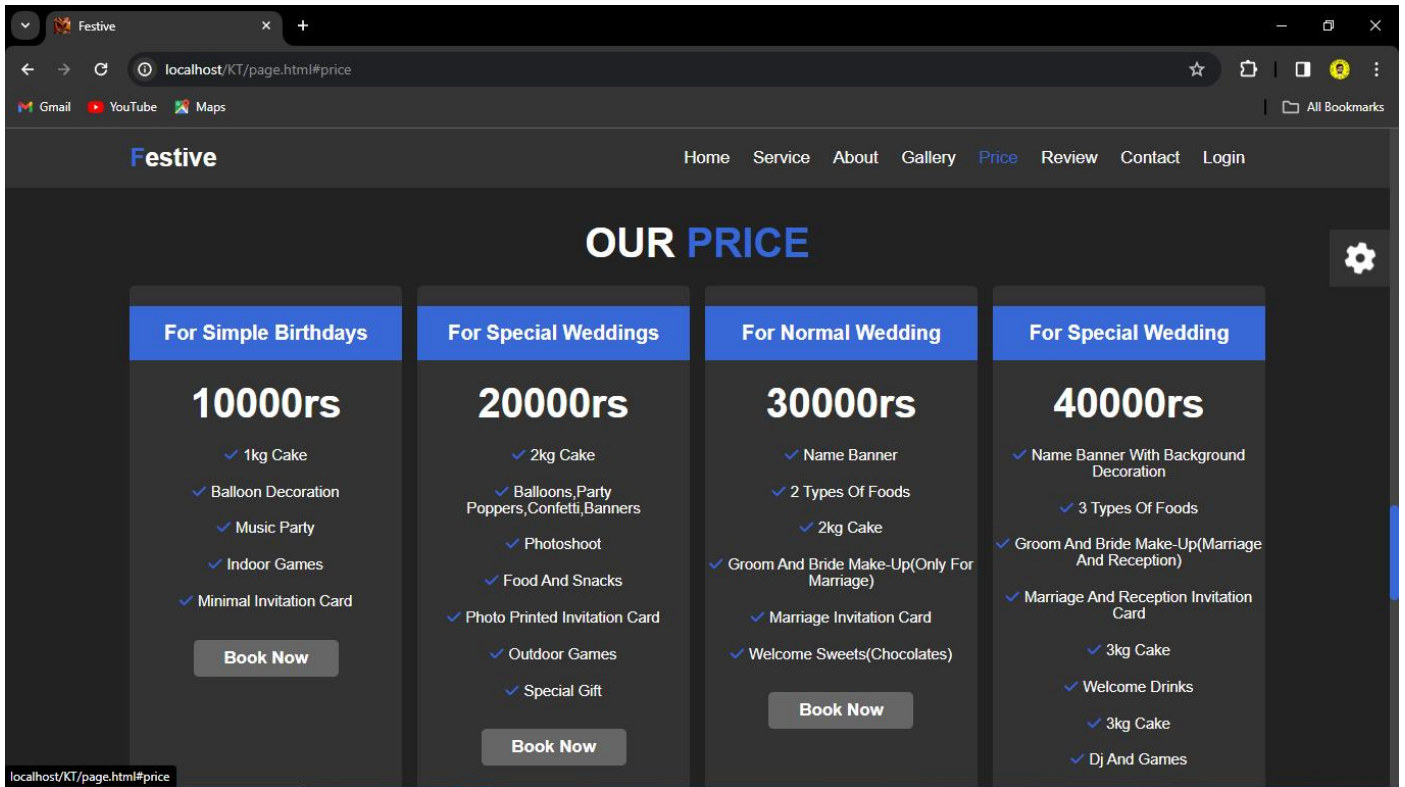 Festive
localhost/KT/page.html#price
Gmail YouTube Maps All Bookmarks
Festive
Home Service About Gallery Price Review Contact Login
OUR PRICE
For Simple Birthdays
10000rs
1kg Cake
Balloon Decoration
Music Party
Indoor Games
Minimal Invitation Card
Book Now
For Special Weddings
20000rs
2kg Cake
Balloons,Party
Poppers,Confetti,Banners
Photoshoot
Food And Snacks
Photo Printed Invitation Card
Outdoor Games
Special Gift
Book Now
For Normal Wedding
30000rs
Name Banner
2 Types Of Foods
2kg Cake
Groom And Bride Make-Up(Only For
Marriage)
Marriage Invitation Card
Welcome Sweets(Chocolates)
Book Now
For Special Wedding
40000rs
Name Banner With Background
Decoration
3 Types Of Foods
Groom And Bride Make-Up(Marriage
And Reception)
Marriage And Reception Invitation
Card
3kg Cake
Welcome Drinks
3kg Cake
Dj And Games
localhost/KT/page.html#price